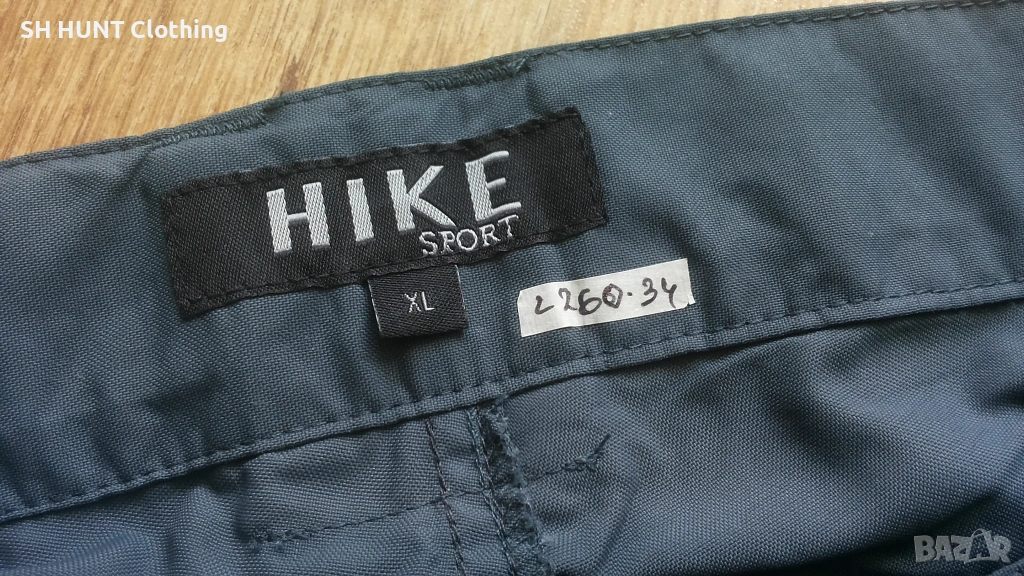 SH HUNT Clothing
HIKE
SPORT
XL
2260.34
BAZAR